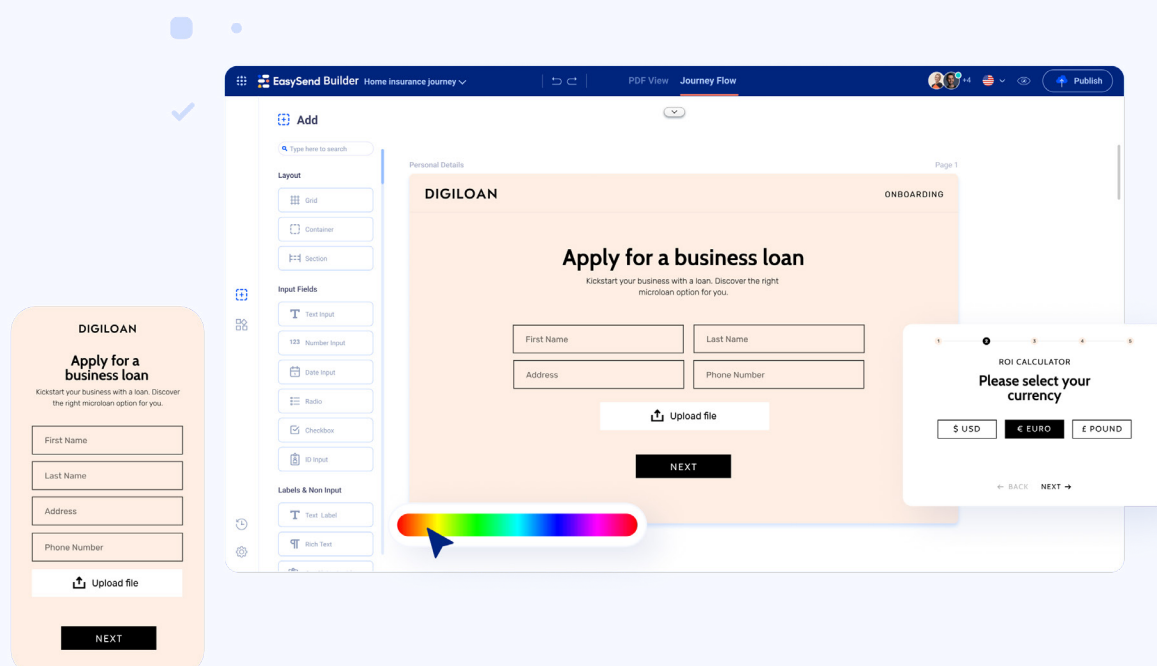 EasySend Builder Home insurance journey
PDF View Journey Flow
+4
Publish
Add
Type here to search
Layout
Grid
Container
Section
Input Fields
Text Input
123 Number Input
Date Input
Radio
Checkbox
ID Input
Labels & Non Input
Text Label
Rich Text
Personal Details Page 1
DIGILOAN ONBOARDING
Apply for a business loan
Kickstart your business with a loan. Discover the right
microloan option for you.
First Name Last Name
Address Phone Number
Upload file
NEXT
DIGILOAN
Apply for a
business loan
Kickstart your business with a loan. Discover
the right microloan option for you.
First Name
Last Name
Address
Phone Number
Upload file
NEXT
1 2 3 4 5
ROI CALCULATOR
Please select your
currency
$ USD € EURO £ POUND
← BACK NEXT →